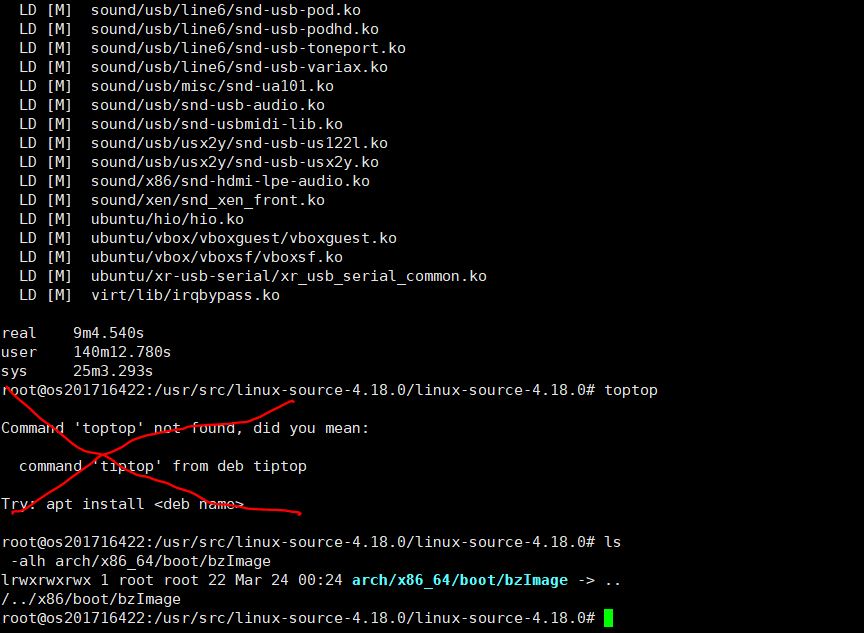 LD [M]  sound/usb/line6/snd-usb-pod.ko
LD [M]  sound/usb/line6/snd-usb-podhd.ko
LD [M]  sound/usb/line6/snd-usb-toneport.ko
LD [M]  sound/usb/line6/snd-usb-variax.ko
LD [M]  sound/usb/misc/snd-ua101.ko
LD [M]  sound/usb/snd-usb-audio.ko
LD [M]  sound/usb/snd-usbmidi-lib.ko
LD [M]  sound/usb/usx2y/snd-usb-us122l.ko
LD [M]  sound/usb/usx2y/snd-usb-usx2y.ko
LD [M]  sound/x86/snd-hdmi-lpe-audio.ko
LD [M]  sound/xen/snd_xen_front.ko
LD [M]  ubuntu/hio/hio.ko
LD [M]  ubuntu/vbox/vboxguest/vboxguest.ko
LD [M]  ubuntu/vbox/vboxsf/vboxsf.ko
LD [M]  ubuntu/xr-usb-serial/xr_usb_serial_common.ko
LD [M]  virt/lib/irqbypass.ko
real    9m4.540s
user    140m12.780s
sys     25m3.293s
root@os201716422:/usr/src/linux-source-4.18.0/linux-source-4.18.0# toptop
Command 'toptop' not found, did you mean:
command 'tiptop' from deb tiptop
Try: apt install <deb name>
root@os201716422:/usr/src/linux-source-4.18.0/linux-source-4.18.0# ls
-alh arch/x86_64/boot/bzImage
lrwxrwxrwx 1 root root 22 Mar 24 00:24 arch/x86_64/boot/bzImage -> ..
/../x86/boot/bzImage
root@os201716422:/usr/src/linux-source-4.18.0/linux-source-4.18.0#